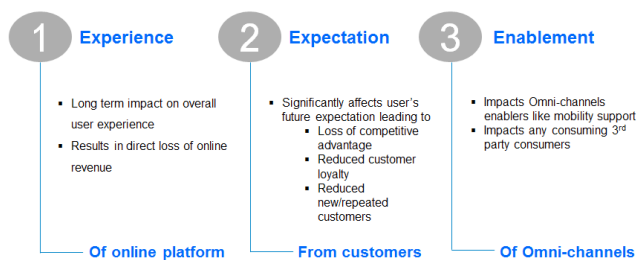 1 Experience
▪ Long term impact on overall
user experience
▪ Results in direct loss of online
revenue
Of online platform
2 Expectation
▪ Significantly affects user's
future expectation leading to
▪ Loss of competitive
advantage
▪ Reduced customer
loyalty
▪ Reduced
new/repeated
customers
From customers
3 Enablement
▪ Impacts Omni-channels
enablers like mobility support
▪ Impacts any consuming 3rd
party consumers
Of Omni-channels